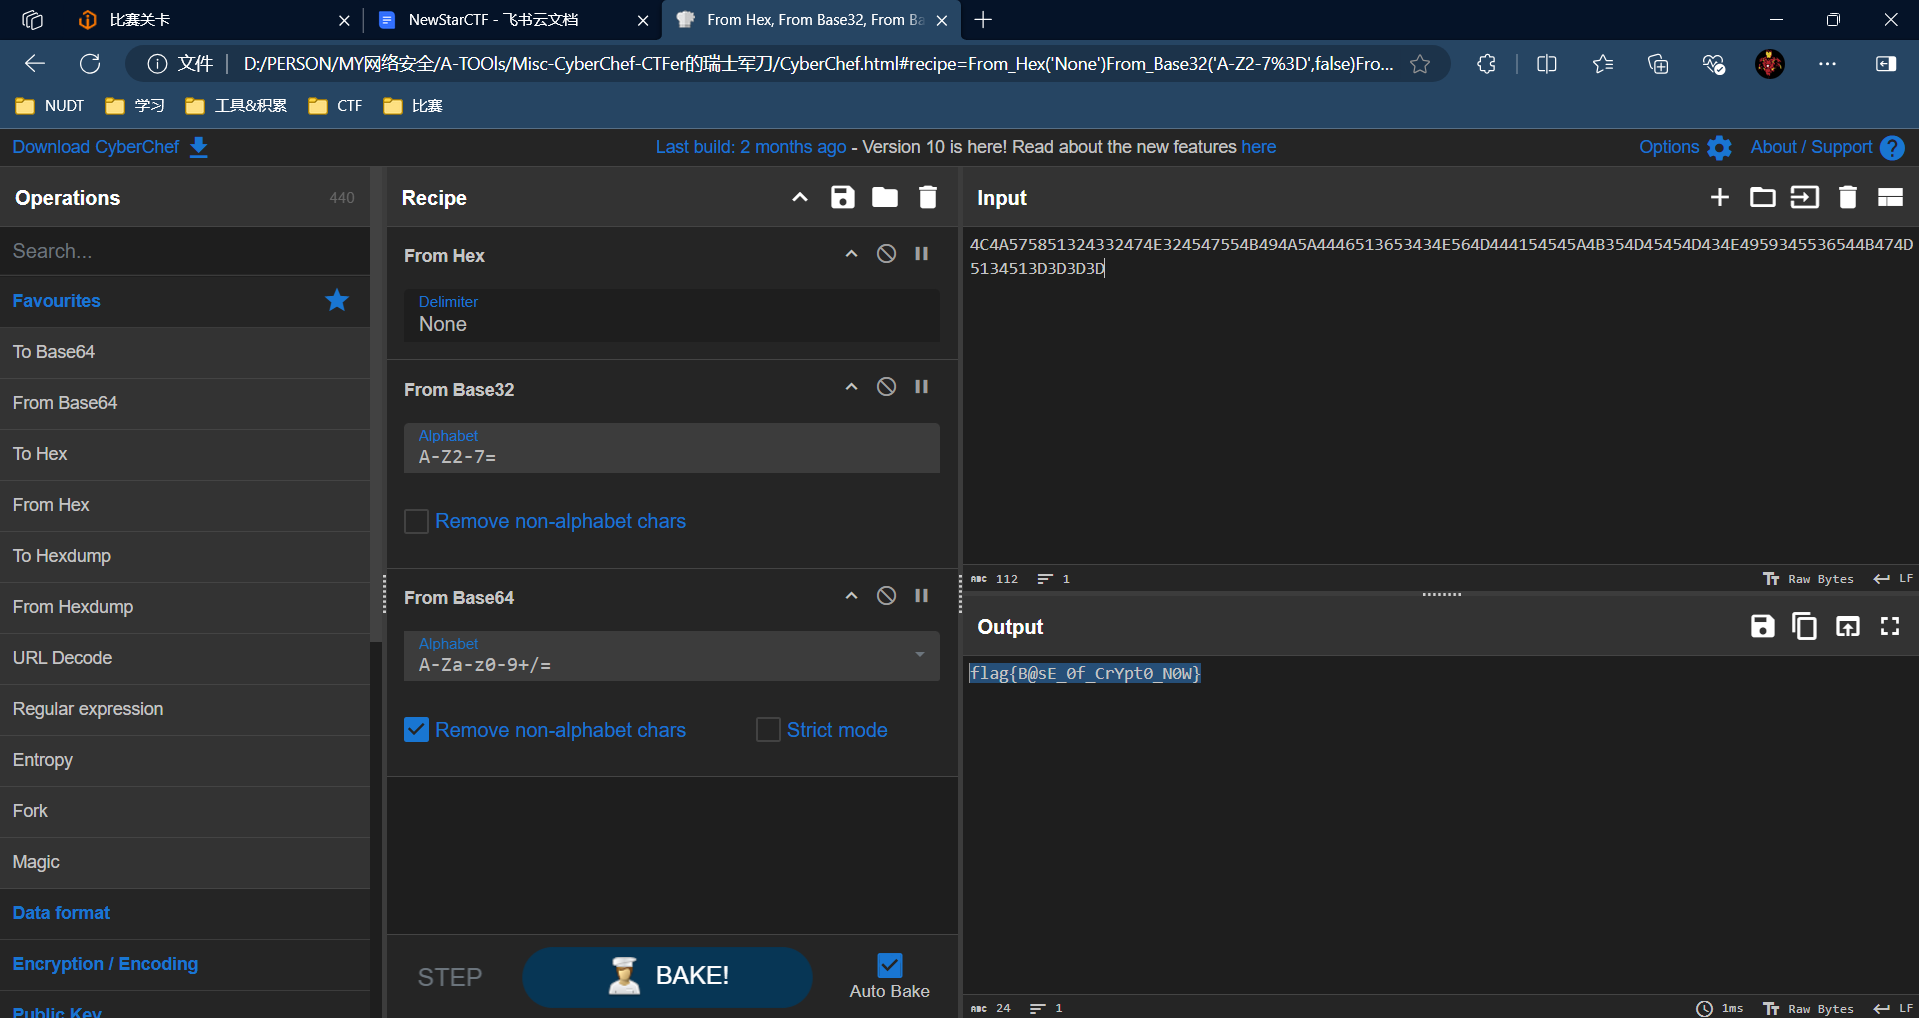 比赛关卡
NewStarCTF - 飞书云文档
From Hex, From Base32, From Ba
文件
D:/PERSON/MY网络安全/A-TOOls/Misc-CyberChef-CTFer的瑞士军刀/CyberChef.html#recipe=From_Hex('None')From_Base32('A-Z2-7%3D',false)Fro...
NUDT
学习
工具&积累
CTF
比赛
Download CyberChef
Last build: 2 months ago - Version 10 is here! Read about the new features here
Options
About / Support
Operations
440
Search...
Favourites
To Base64
From Base64
To Hex
From Hex
To Hexdump
From Hexdump
URL Decode
Regular expression
Entropy
Fork
Magic
Data format
Encryption / Encoding
Public Key
Recipe
From Hex
Delimiter
None
From Base32
Alphabet
A-Z2-7=
Remove non-alphabet chars
From Base64
Alphabet
A-Za-z0-9+/=
Remove non-alphabet chars
Strict mode
STEP
BAKE!
Auto Bake
Input
4C4A575851324332474E324547554B494A5A4446513653434E564D444154545A4B354D45454D434E4959345536544B474D
5134513D3D3D3D
ABC 112
1
Tт Raw Bytes
LF
Output
flag{B@sE_0f_CrYpt0_N0W}
ABC 24
1
1ms
Tт Raw Bytes
LF